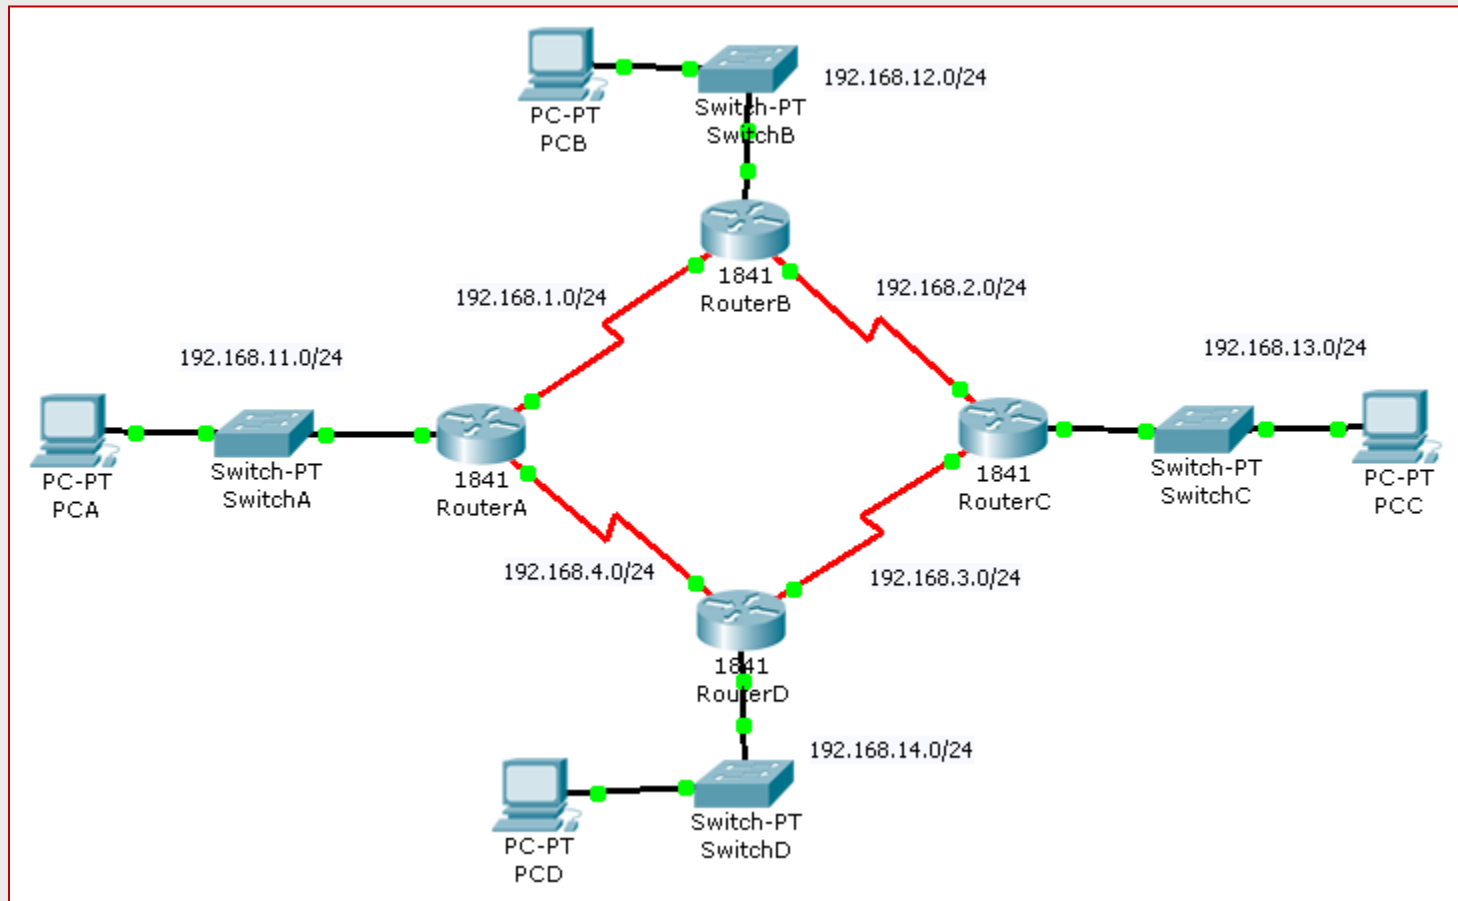 192.168.12.0/24
PC-PT
PCB
Switch-PT
SwitchB
1841
RouterB
192.168.1.0/24
192.168.2.0/24
192.168.11.0/24
192.168.13.0/24
PC-PT
PCA
Switch-PT
SwitchA
1841
RouterA
1841
RouterC
Switch-PT
SwitchC
PC-PT
PCC
192.168.4.0/24
192.168.3.0/24
1841
RouterD
192.168.14.0/24
PC-PT
PCD
Switch-PT
SwitchD